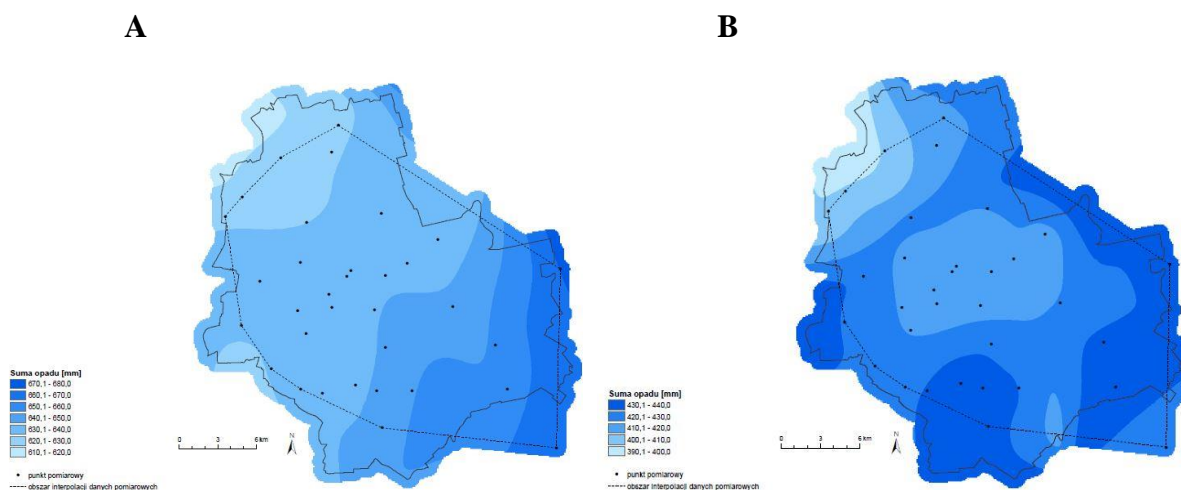 A
B
Suma opadu [mm]
670,1 - 680,0
660,1 - 670,0
650,1 - 660,0
640,1 - 650,0
630,1 - 640,0
620,1 - 630,0
610,1 - 620,0
0 3 6 km
N
punkt pomiarowy
obszar interpolacji danych pomiarowych
Suma opadu [mm]
430,1 - 440,0
420,1 - 430,0
410,1 - 420,0
400,1 - 410,0
390,1 - 400,0
0 3 6 km
N
punkt pomiarowy
obszar interpolacji danych pomiarowych